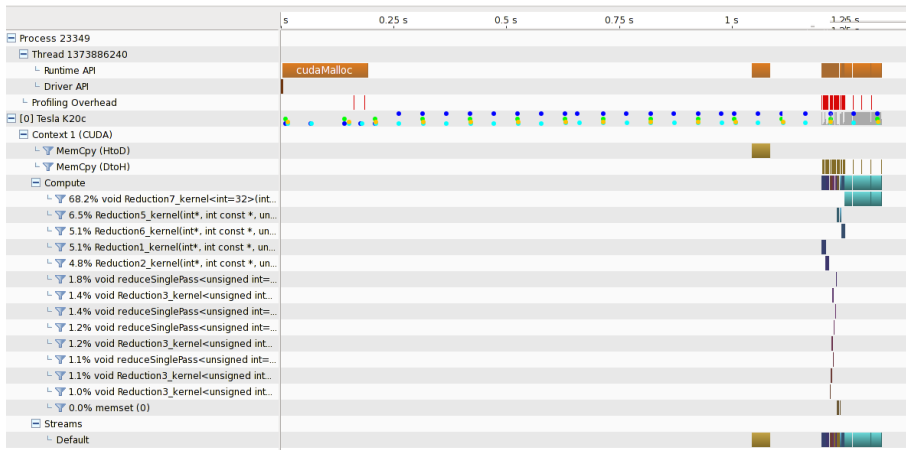 s 0.25 s 0.5 s 0.75 s 1 s 1.25 s
Process 23349
Thread 1373886240
Runtime API
cudaMalloc
Driver API
Profiling Overhead
[0] Tesla K20c
Context 1 (CUDA)
MemCpy (HtoD)
MemCpy (DtoH)
Compute
68.2% void Reduction7_kernel<int=32>(int...
6.5% Reduction5_kernel(int*, int const *, un...
5.1% Reduction6_kernel(int*, int const *, un...
5.1% Reduction1_kernel(int*, int const *, un...
4.8% Reduction2_kernel(int*, int const *, un...
1.8% void reduceSinglePass<unsigned int=...
1.4% void Reduction3_kernel<unsigned int...
1.4% void reduceSinglePass<unsigned int=...
1.2% void reduceSinglePass<unsigned int=...
1.2% void Reduction3_kernel<unsigned int...
1.1% void reduceSinglePass<unsigned int=...
1.1% void Reduction3_kernel<unsigned int...
1.0% void Reduction3_kernel<unsigned int...
0.0% memset (0)
Streams
Default